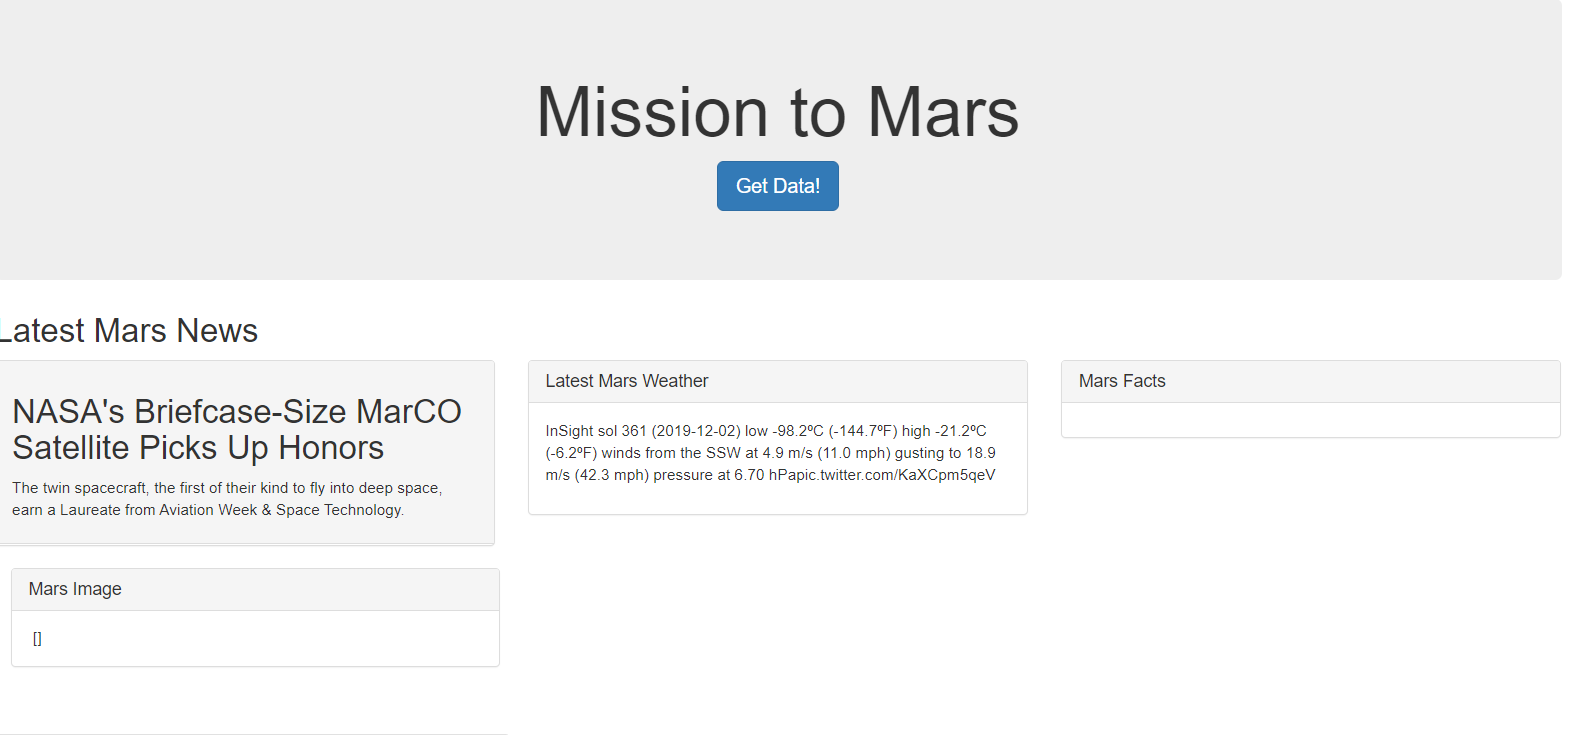 Mission to Mars
Get Data!
Latest Mars News
NASA's Briefcase-Size MarCO
Satellite Picks Up Honors
The twin spacecraft, the first of their kind to fly into deep space,
earn a Laureate from Aviation Week & Space Technology.
Latest Mars Weather
InSight sol 361 (2019-12-02) low -98.2ºC (-144.7ºF) high -21.2ºC
(-6.2ºF) winds from the SSW at 4.9 m/s (11.0 mph) gusting to 18.9
m/s (42.3 mph) pressure at 6.70 hPapic.twitter.com/KaXCpm5qeV
Mars Facts
Mars Image
[]